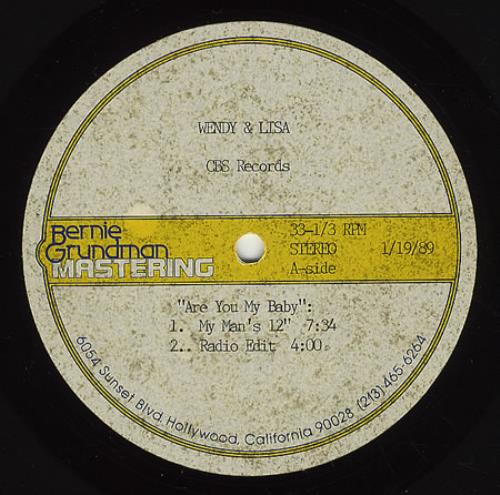 WENDY & LISA
CBS Records
Bernie
Grundman
MASTERING
33-1/3 RPM
STEREO 1/19/89
A-side
"Are You My Baby":
1. My Man's 12" 7:34
2.. Radio Edit 4:00
6054 Sunset Blvd. Hollywood, California 90028 (213) 465-6264